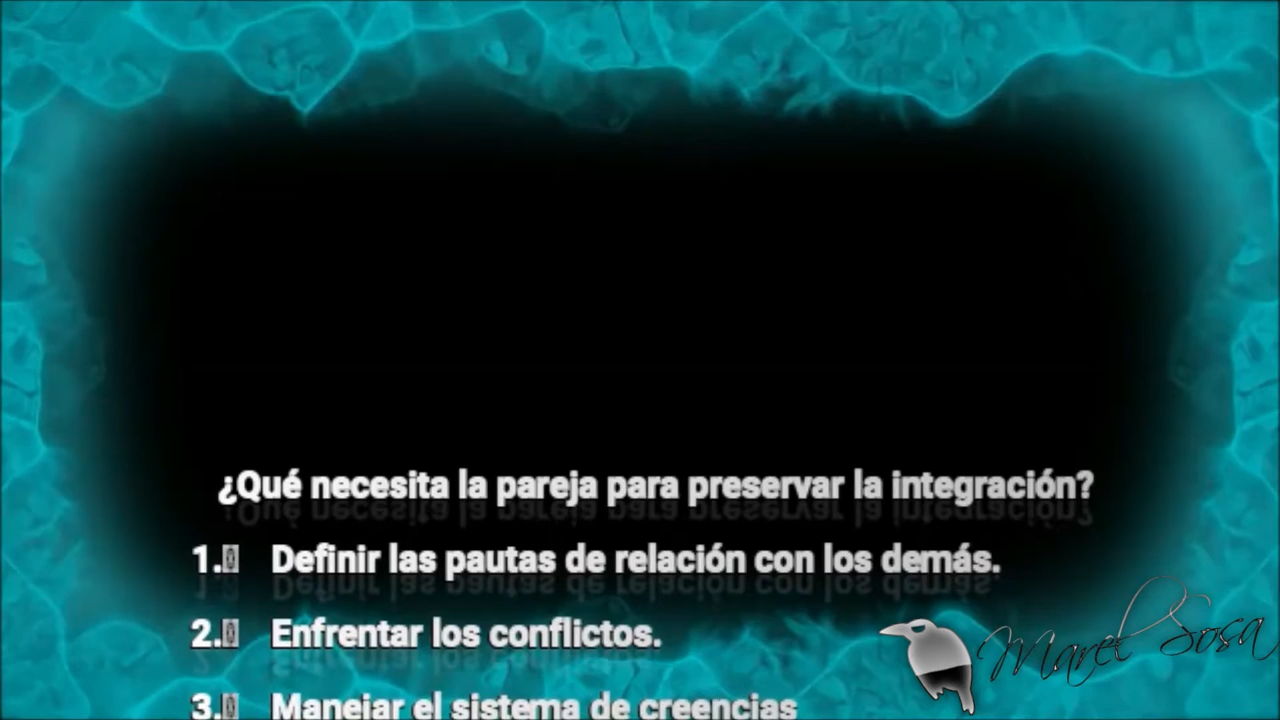 ¿Qué necesita la pareja para preservar la integración?
1. Definir las pautas de relación con los demás.
2. Enfrentar los conflictos.
3. Manejar el sistema de creencias
Marel Sosa